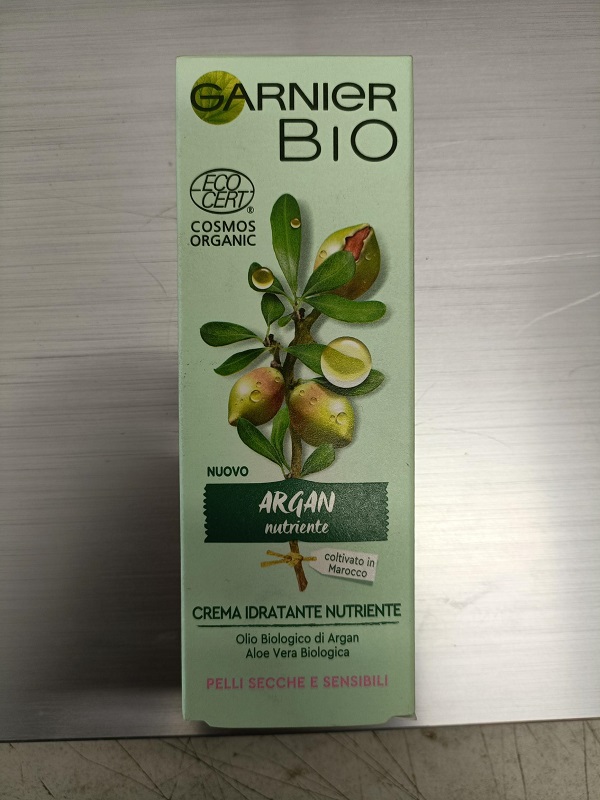 GARNIER
BIO
ECO
CERT
®
COSMOS
ORGANIC
NUOVO
ARGAN
nutriente
coltivato in
Marocco
CREMA IDRATANTE NUTRIENTE
Olio Biologico di Argan
Aloe Vera Biologica
PELLI SECCHE E SENSIBILI